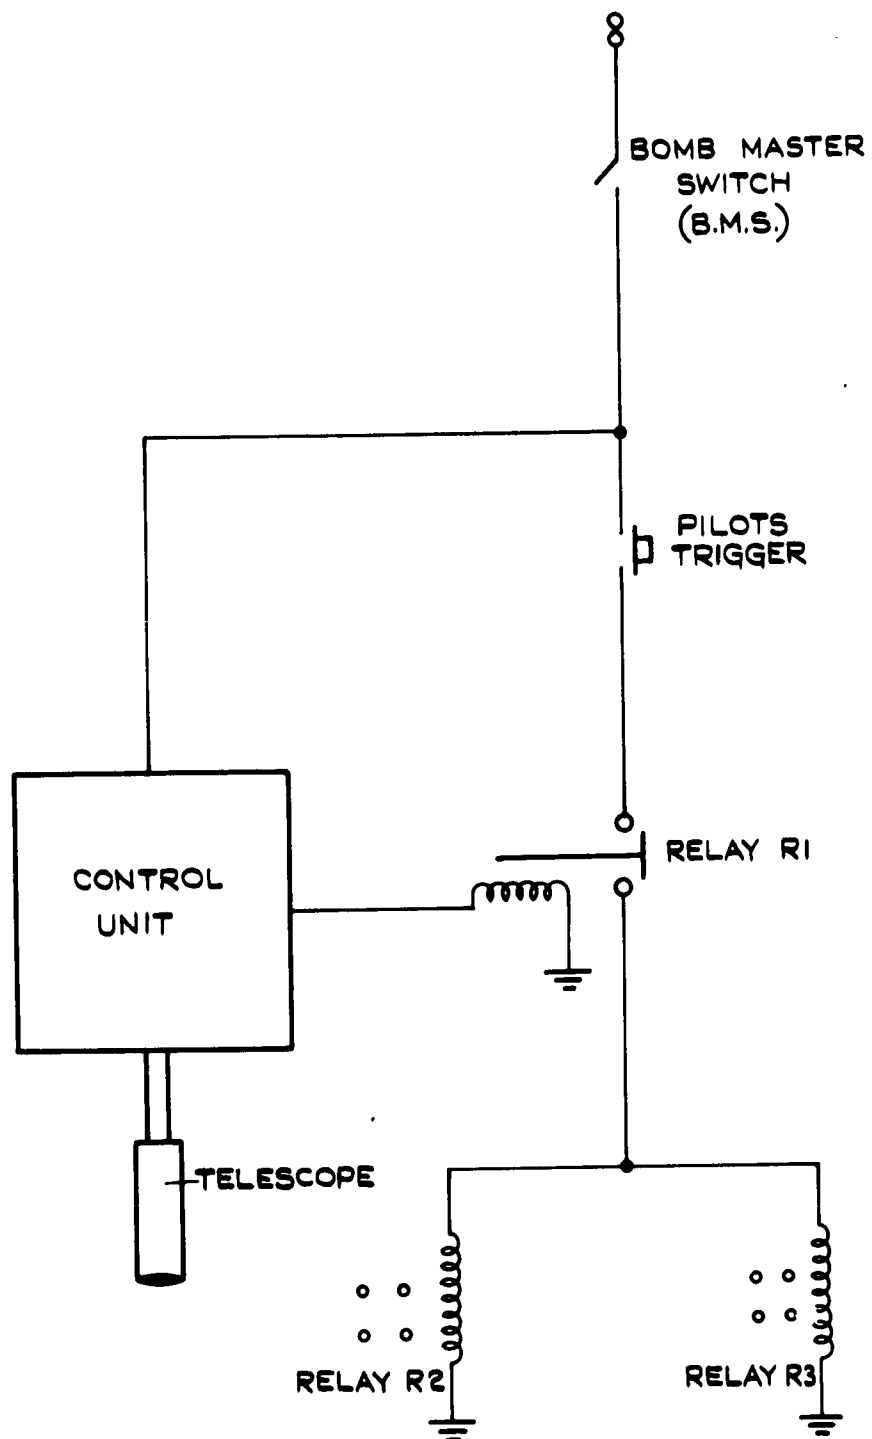 BOMB MASTER
SWITCH
(B.M.S.)
PILOTS
TRIGGER
RELAY R1
CONTROL
UNIT
TELESCOPE
RELAY R2
RELAY R3